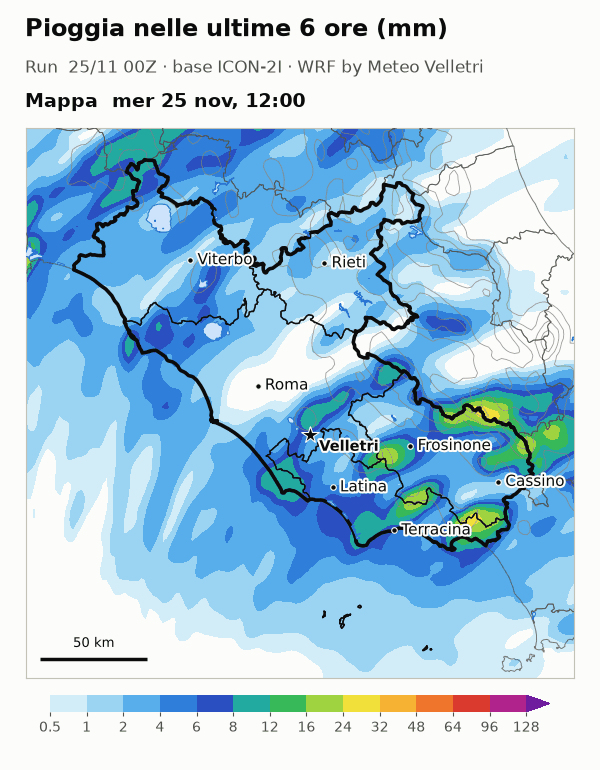 Pioggia nelle ultime 6 ore (mm)
Run 25/11 00Z · base ICON-2I · WRF by Meteo Velletri
Mappa mer 25 nov, 12:00
Viterbo
Rieti
Roma
Velletri
Frosinone
Latina
Cassino
Terracina
50 km
0.5 1 2 4 6 8 12 16 24 32 48 64 96 128